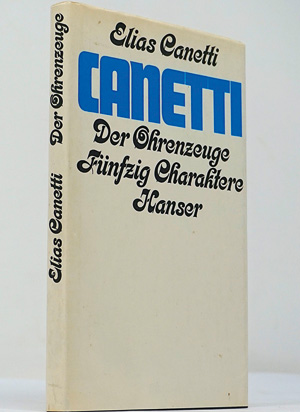 Elias Canetti
CANETTI
Der Ohrenzeuge
Fünfzig Charaktere
Hanser
Elias Canetti Der Ohrenzeuge